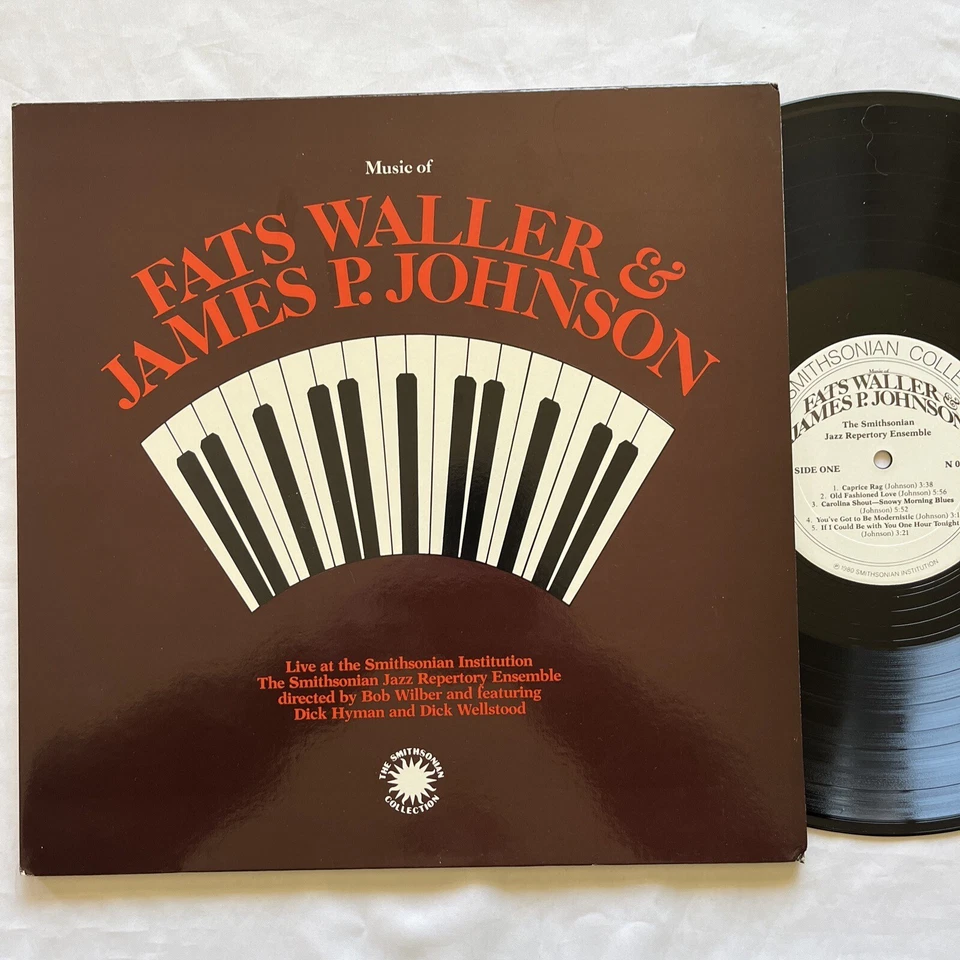 Music of
FATS WALLER &
JAMES P. JOHNSON
Live at the Smithsonian Institution
The Smithsonian Jazz Repertory Ensemble
directed by Bob Wilber and featuring
Dick Hyman and Dick Wellstood
THE SMITHSONIAN
COLLECTION
SMITHSONIAN COLLE
Music of
FATS WALLER &
JAMES P. JOHNSON
The Smithsonian
Jazz Repertory Ensemble
SIDE ONE
N 0
1. Caprice Rag (Johnson) 3:38
2. Old Fashioned Love (Johnson) 5:56
3. Carolina Shout—Snowy Morning Blues
(Johnson) 5:52
4. You've Got to Be Modernistic (Johnson)
5. If I Could Be with You One Hour Tonight
(Johnson) 3:21
℗ 1980 SMITHSONIAN INSTITUTION